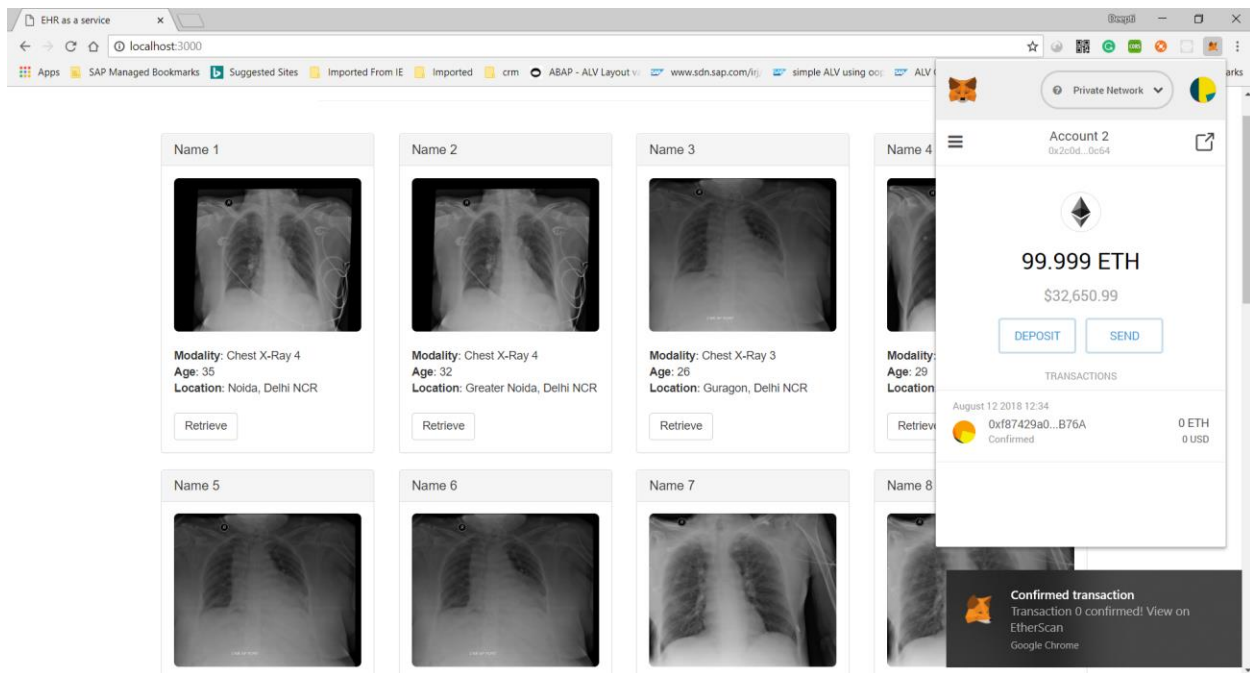 EHR as a service
Deepti
localhost:3000
Apps SAP Managed Bookmarks Suggested Sites Imported From IE Imported crm ABAP - ALV Layout www.sdn.sap.com/irj simple ALV using oop ALV
arks
Private Network
Account 2
0x2c0d...0c64
99.999 ETH
$32,650.99
DEPOSIT SEND
TRANSACTIONS
August 12 2018 12:34
0xf87429a0...B76A 0 ETH
Confirmed 0 USD
Name 1 Name 2 Name 3 Name 4
Modality: Chest X-Ray 4
Age: 35
Location: Noida, Delhi NCR
Retrieve
Modality: Chest X-Ray 4
Age: 32
Location: Greater Noida, Delhi NCR
Retrieve
Modality: Chest X-Ray 3
Age: 26
Location: Guragon, Delhi NCR
Retrieve
Modality:
Age: 29
Location
Retriev
Name 5 Name 6 Name 7 Name 8
Confirmed transaction
Transaction 0 confirmed! View on
EtherScan
Google Chrome